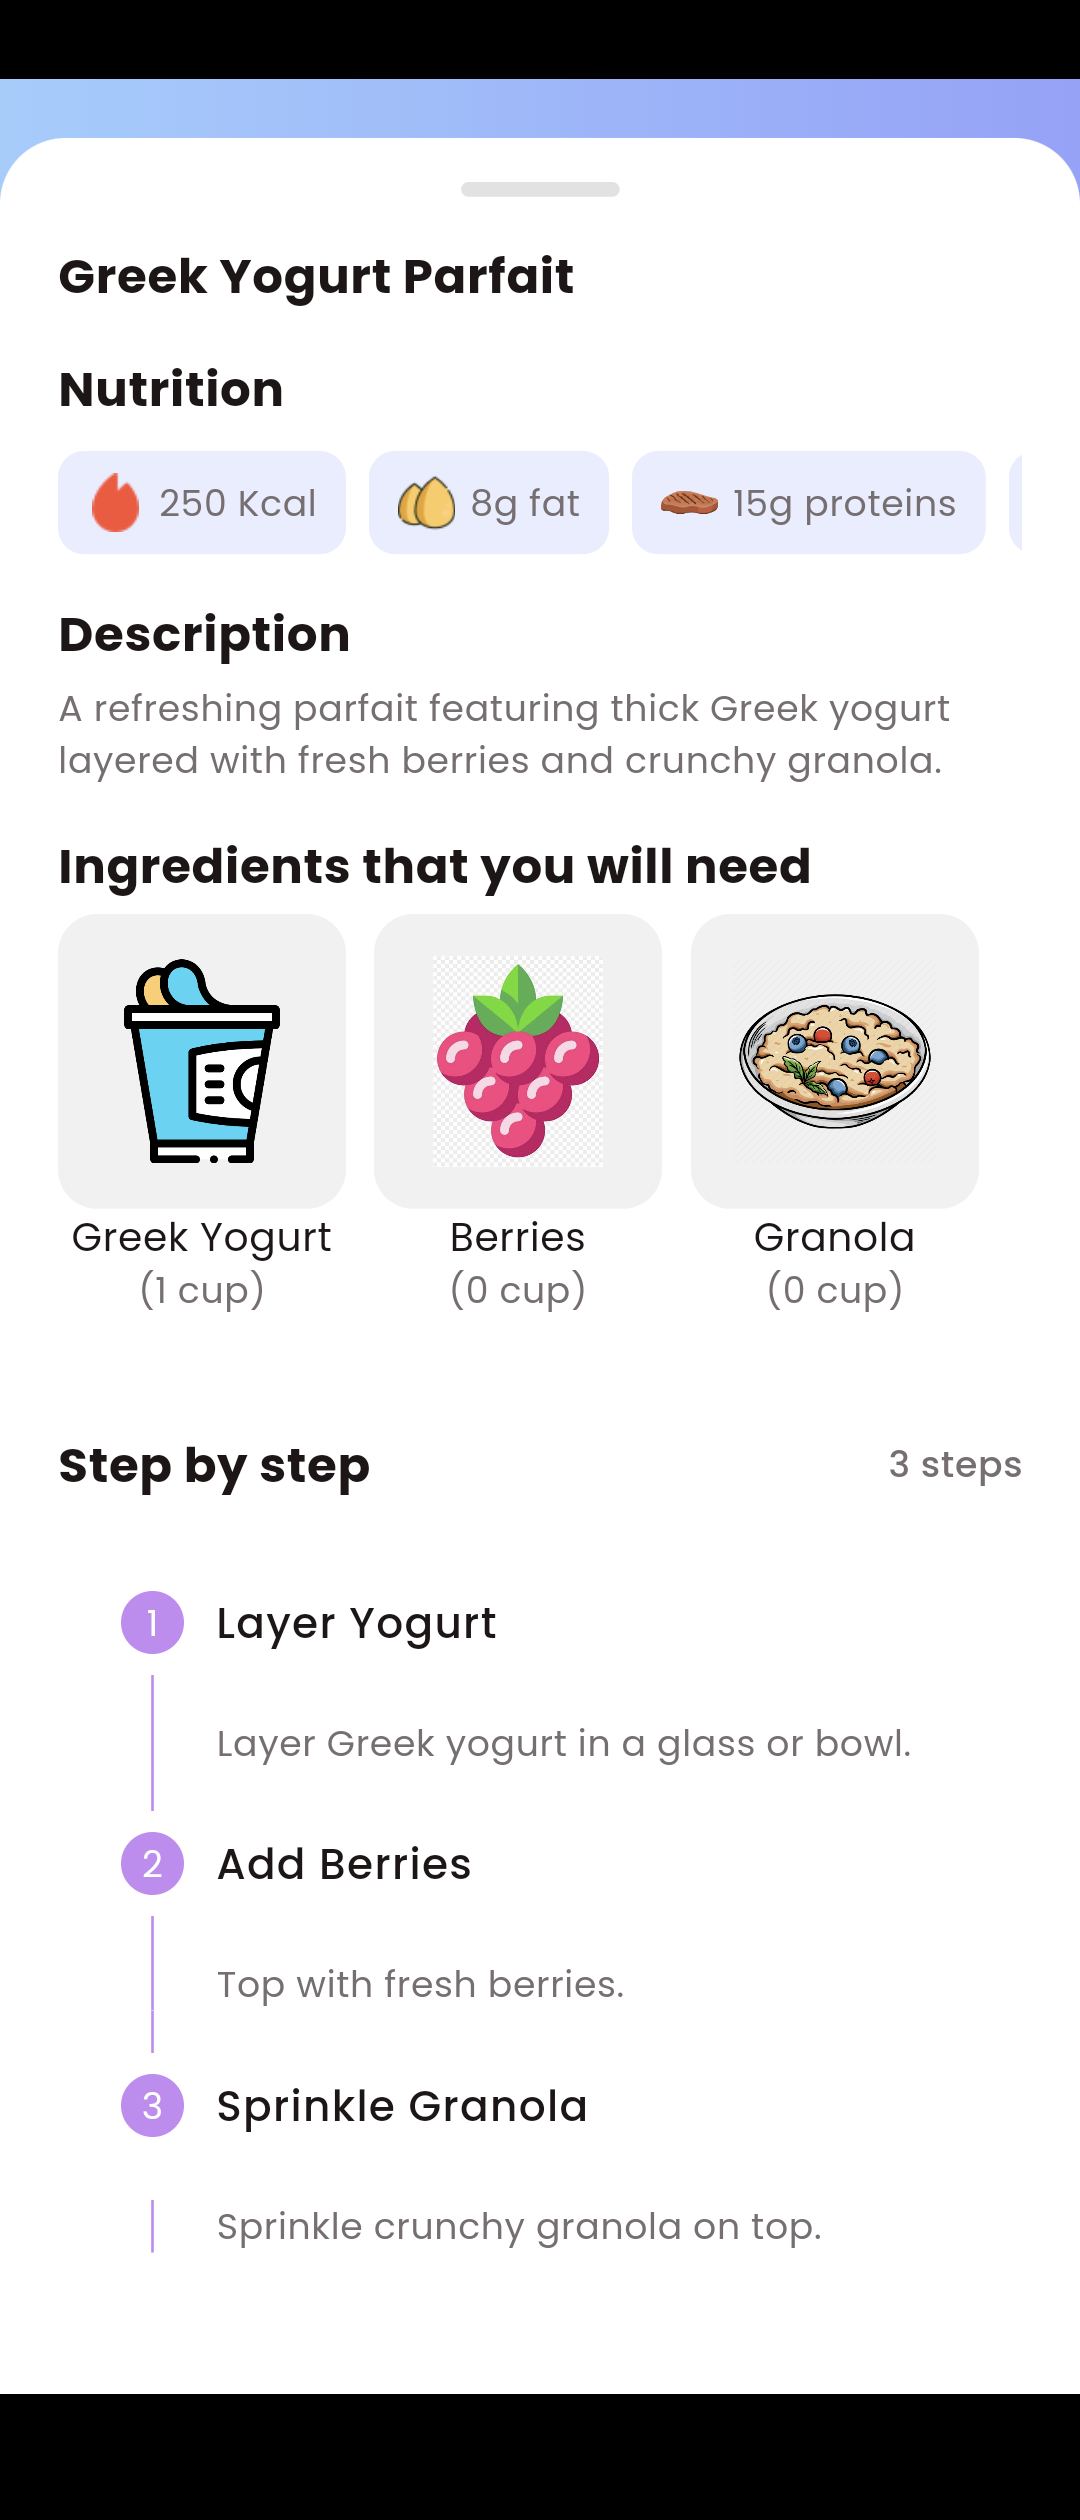 Greek Yogurt Parfait
Nutrition
250 Kcal
8g fat
15g proteins
Description
A refreshing parfait featuring thick Greek yogurt
layered with fresh berries and crunchy granola.
Ingredients that you will need
Greek Yogurt
(1 cup)
Berries
(0 cup)
Granola
(0 cup)
Step by step
3 steps
1
Layer Yogurt
Layer Greek yogurt in a glass or bowl.
2
Add Berries
Top with fresh berries.
3
Sprinkle Granola
Sprinkle crunchy granola on top.